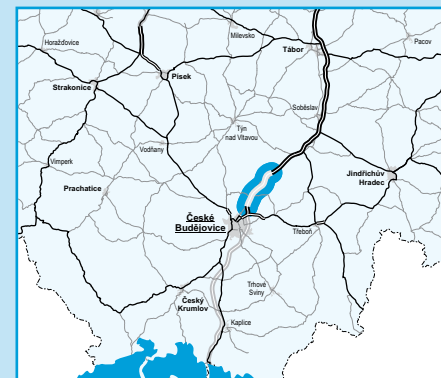 Milevsko
Pacov
Horažďovice
Tábor
Písek
Strakonice
Soběslav
Týn
nad Vltavou
Vodňany
Vimperk
Jindřichův
Hradec
Prachatice
České
Budějovice
Třeboň
Trhové
Sviny
Český
Krumlov
Kaplice